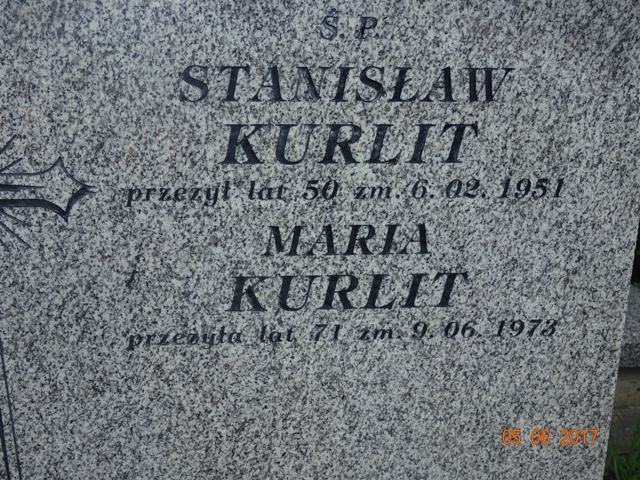 Ś. P.
STANISŁAW
KURLIT
przeżył lat 50 zm. 6. 02. 1951
MARIA
KURLIT
przeżyła lat 71 zm. 9. 06. 1973
05 06 2017